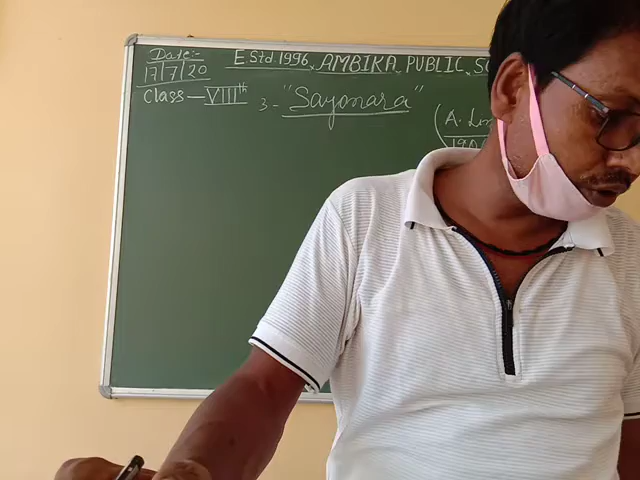 Date:-
17/7/20
Estd.1996, AMBIKA PUBLIC
Class - VIIIth
3- "Sayonara"
(A.